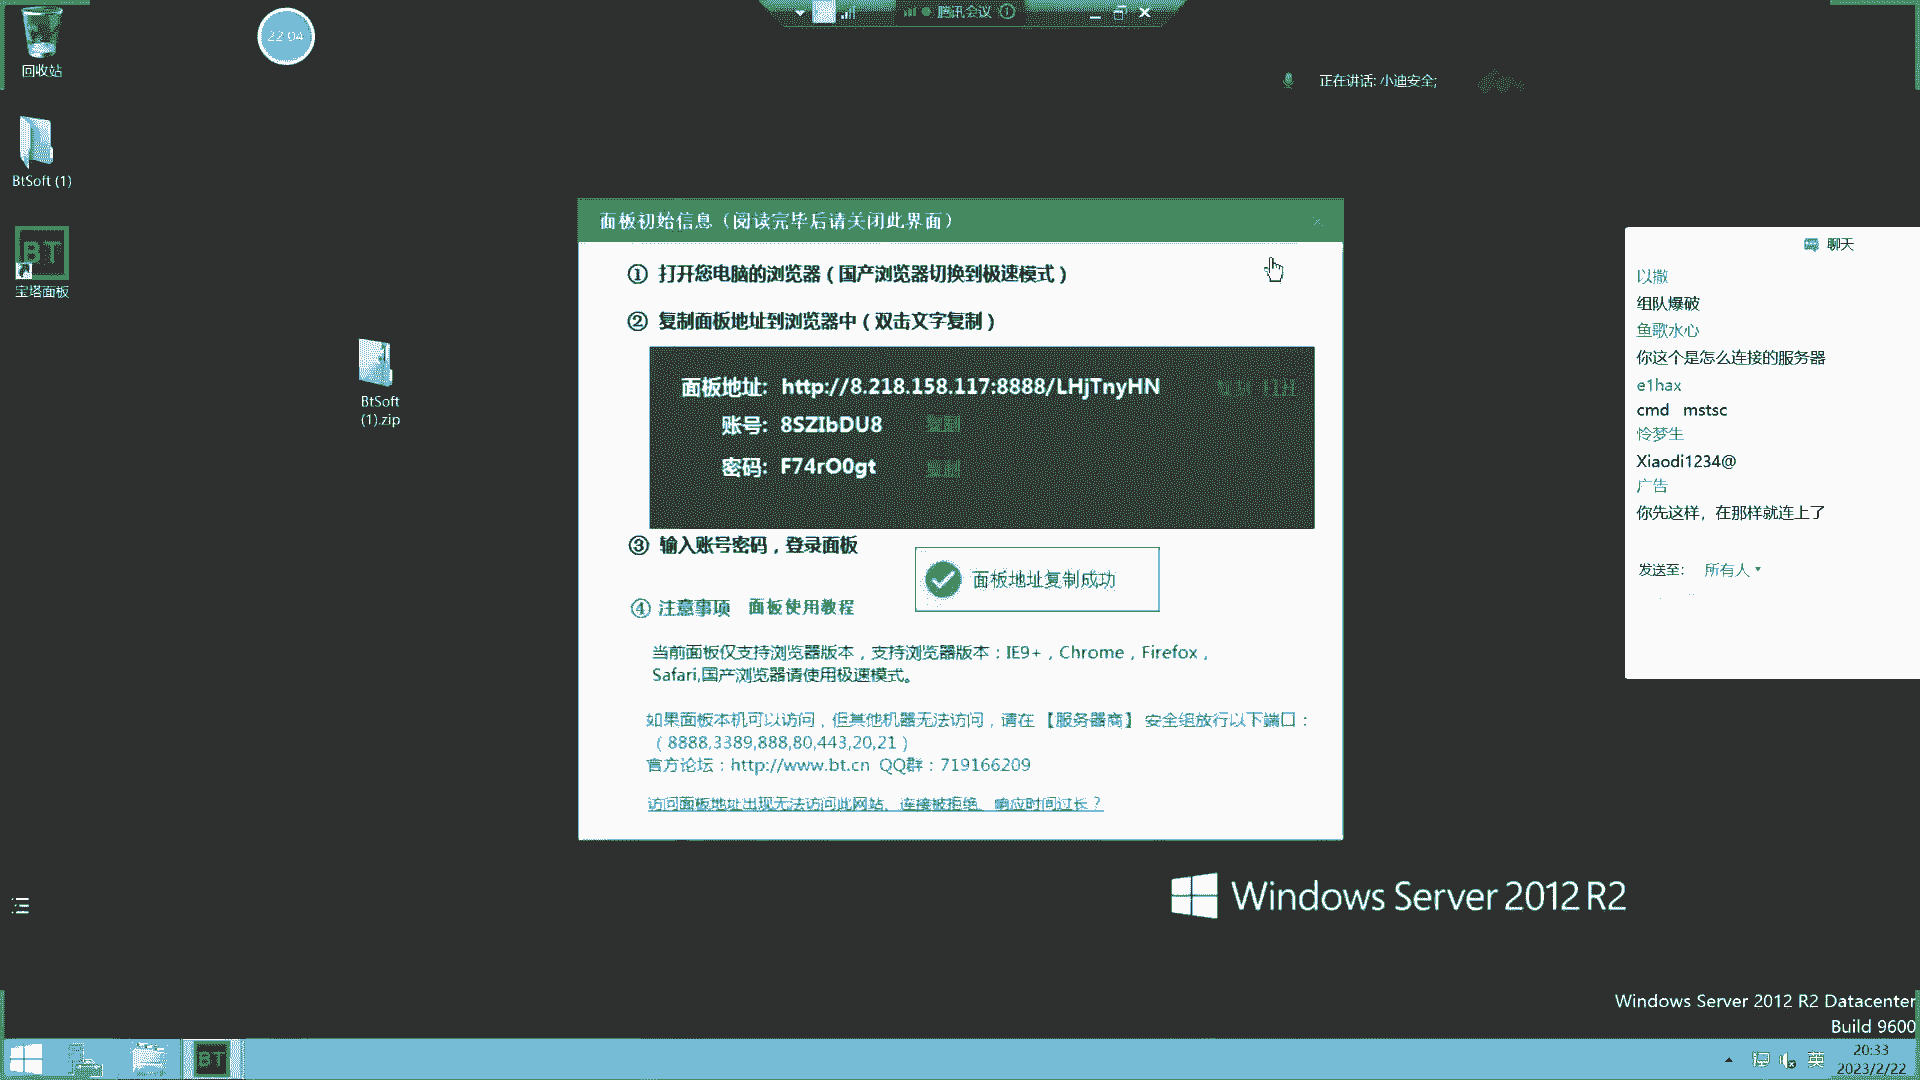 回收站
22:04
腾讯会议
正在讲话: 小迪安全;
BtSoft (1)
BT
宝塔面板
BtSoft
(1).zip
面板初始信息（阅读完毕后请关闭此界面）
① 打开您电脑的浏览器（国产浏览器切换到极速模式）
② 复制面板地址到浏览器中（双击文字复制）
面板地址: http://8.218.158.117:8888/LHjTnyHN
账号: 8SZIbDU8 复制
密码: F74rO0gt 复制
③ 输入账号密码，登录面板
面板地址复制成功
④ 注意事项 面板使用教程
当前面板仅支持浏览器版本，支持浏览器版本：IE9+，Chrome，Firefox，
Safari,国产浏览器请使用极速模式。
如果面板本机可以访问，但其他机器无法访问，请在 【服务器商】 安全组放行以下端口：
（8888,3389,888,80,443,20,21）
官方论坛：http://www.bt.cn QQ群：719166209
访问面板地址出现无法访问此网站、连接被拒绝、响应时间过长？
聊天
以撒
组队爆破
鱼歌水心
你这个是怎么连接的服务器
e1hax
cmd mstsc
怜梦生
Xiaodi1234@
广告
你先这样，在那样就连上了
发送至: 所有人
Windows Server 2012 R2
Windows Server 2012 R2 Datacenter
Build 9600
BT
英
20:33
2023/2/22